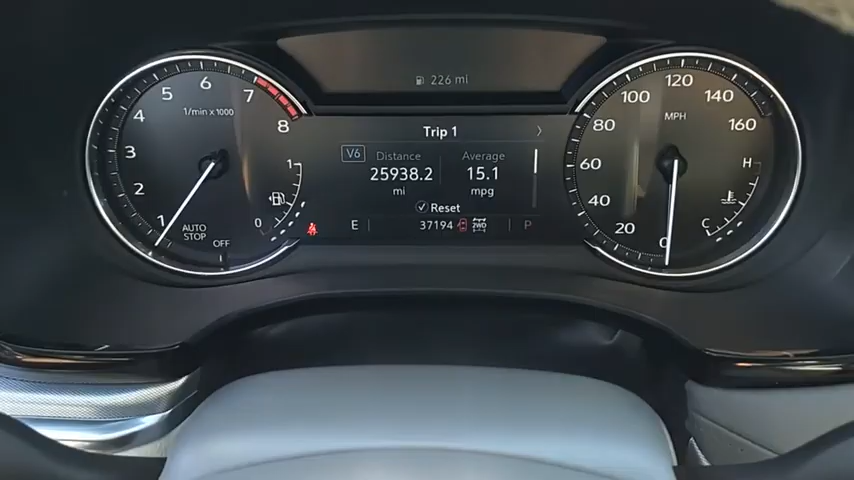 226 mi
1 2 3 4 5 6 7 8
1/min x 1000
AUTO
STOP
OFF
1
0
Trip 1
V6
Distance
25938.2
mi
Average
15.1
mpg
Reset
E
37194
2WD
P
0 20 40 60 80 100 120 140 160
MPH
H
C